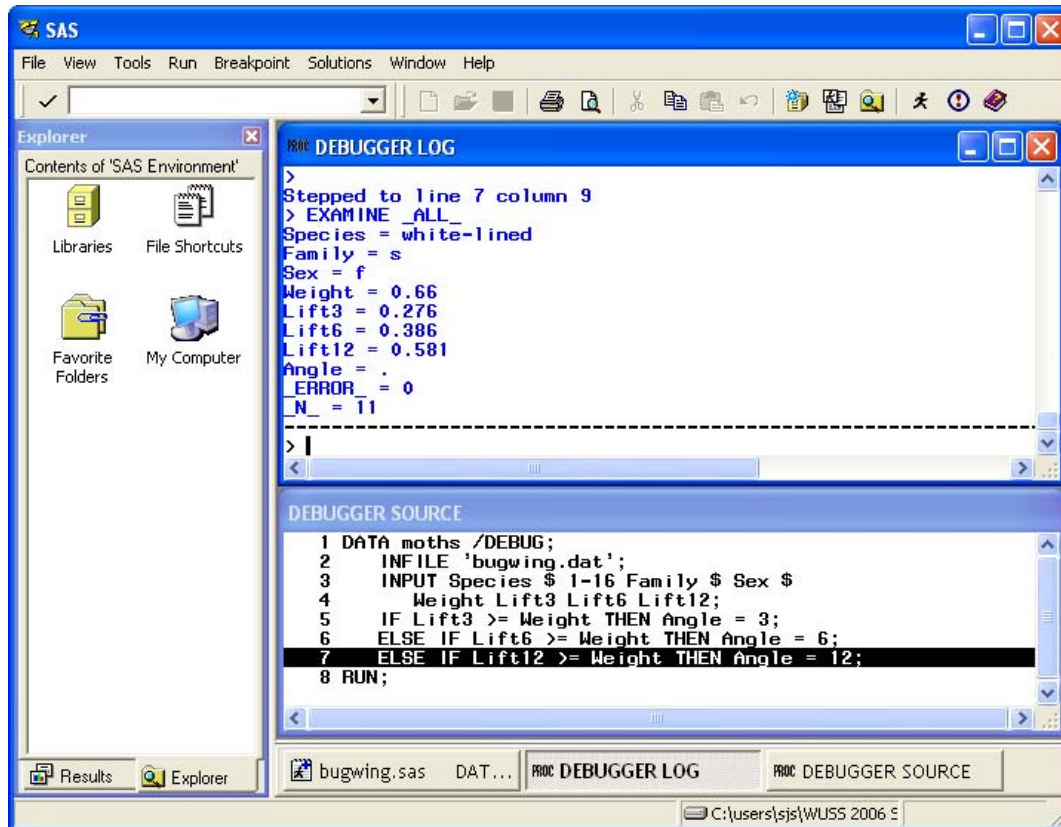 SAS
File View Tools Run Breakpoint Solutions Window Help
Explorer
Contents of 'SAS Environment'
Libraries
File Shortcuts
Favorite Folders
My Computer
Results
Explorer
PROC DEBUGGER LOG
>
Stepped to line 7 column 9
> EXAMINE _ALL_
Species = white-lined
Family = s
Sex = f
Weight = 0.66
Lift3 = 0.276
Lift6 = 0.386
Lift12 = 0.581
Angle = .
_ERROR_ = 0
_N_ = 11
>
DEBUGGER SOURCE
1 DATA moths /DEBUG;
2 INFILE 'bugwing.dat';
3 INPUT Species $ 1-16 Family $ Sex $
4 Weight Lift3 Lift6 Lift12;
5 IF Lift3 >= Weight THEN Angle = 3;
6 ELSE IF Lift6 >= Weight THEN Angle = 6;
7 ELSE IF Lift12 >= Weight THEN Angle = 12;
8 RUN;
bugwing.sas DAT...
PROC DEBUGGER LOG
PROC DEBUGGER SOURCE
C:\users\sjs\WUSS 2006 S